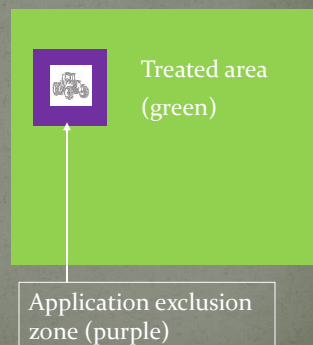 Treated area
(green)
Application exclusion
zone (purple)